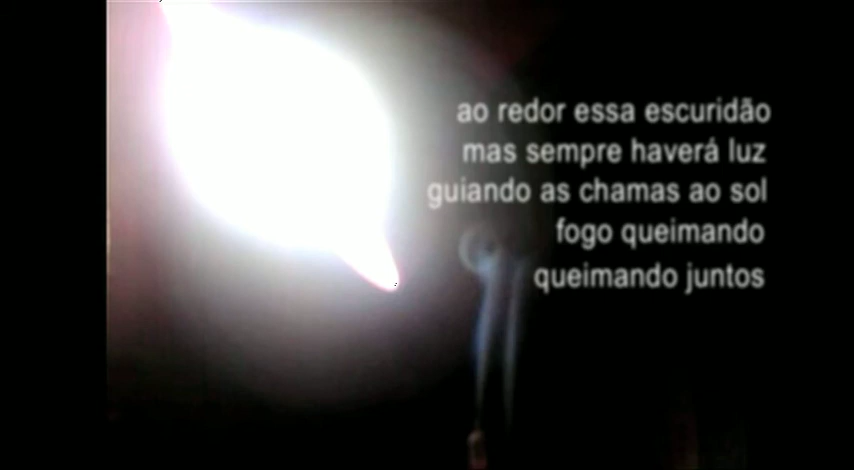 ao redor essa escuridão
mas sempre haverá luz
guiando as chamas ao sol
fogo queimando
queimando juntos